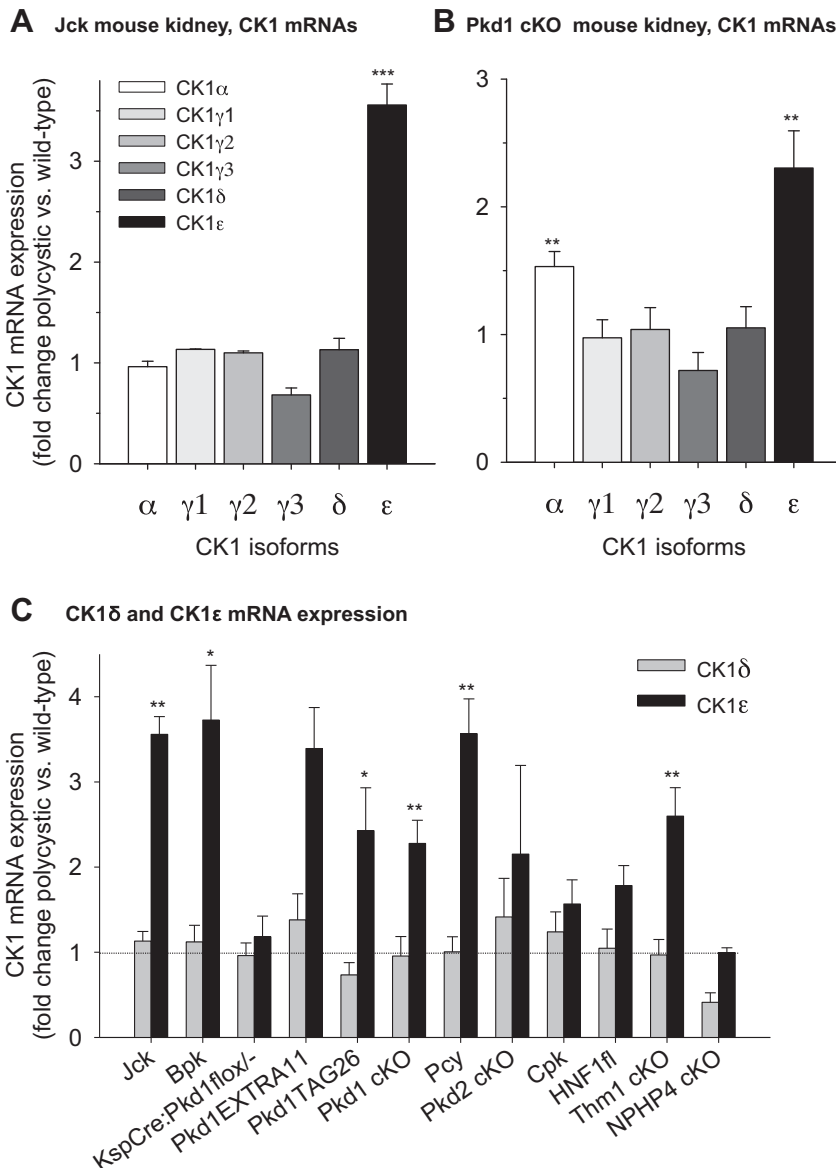 A Jck mouse kidney, CK1 mRNAs
CK1 mRNA expression
(fold change polycystic vs. wild-type)
3
2
1
0
CK1α
CK1γ1
CK1γ2
CK1γ3
CK1δ
CK1ε
***
α γ1 γ2 γ3 δ ε
CK1 isoforms
B Pkd1 cKO mouse kidney, CK1 mRNAs
3
2
1
0
**
**
α γ1 γ2 γ3 δ ε
CK1 isoforms
C CK1δ and CK1ε mRNA expression
CK1 mRNA expression
(fold change polycystic vs. wild-type)
4
3
2
1
0
CK1δ
CK1ε
**
*
*
**
**
**
Jck
Bpk
KspCre:Pkd1flox/-
Pkd1EXTRA11
Pkd1TAG26
Pkd1 cKO
Pcy
Pkd2 cKO
Cpk
HNF1fl
Thm1 cKO
NPHP4 cKO